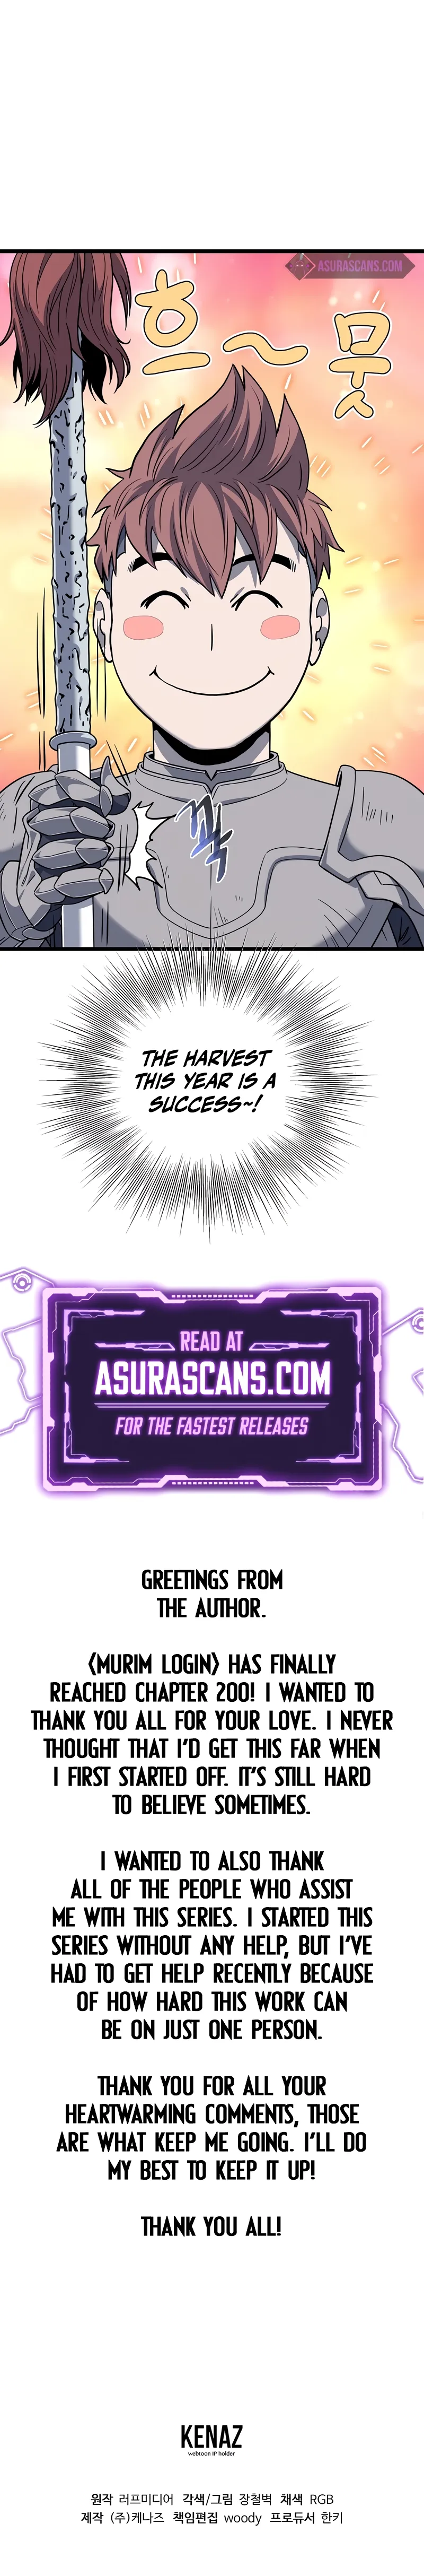 ASURASCANS.COM
흐~뭇
꽉
THE HARVEST
THIS YEAR IS A
SUCCESS~!
READ AT
ASURASCANS.COM
FOR THE FASTEST RELEASES
GREETINGS FROM
THE AUTHOR.
<MURIM LOGIN> HAS FINALLY
REACHED CHAPTER 200! I WANTED TO
THANK YOU ALL FOR YOUR LOVE. I NEVER
THOUGHT THAT I'D GET THIS FAR WHEN
I FIRST STARTED OFF. IT'S STILL HARD
TO BELIEVE SOMETIMES.
I WANTED TO ALSO THANK
ALL OF THE PEOPLE WHO ASSIST
ME WITH THIS SERIES. I STARTED THIS
SERIES WITHOUT ANY HELP, BUT I'VE
HAD TO GET HELP RECENTLY BECAUSE
OF HOW HARD THIS WORK CAN
BE ON JUST ONE PERSON.
THANK YOU FOR ALL YOUR
HEARTWARMING COMMENTS, THOSE
ARE WHAT KEEP ME GOING. I'LL DO
MY BEST TO KEEP IT UP!
THANK YOU ALL!
KENAZ
webtoon IP holder
원작 러프미디어 각색/그림 장철벽 채색 RGB
제작 (주)케나즈 책임편집 woody 프로듀서 한키